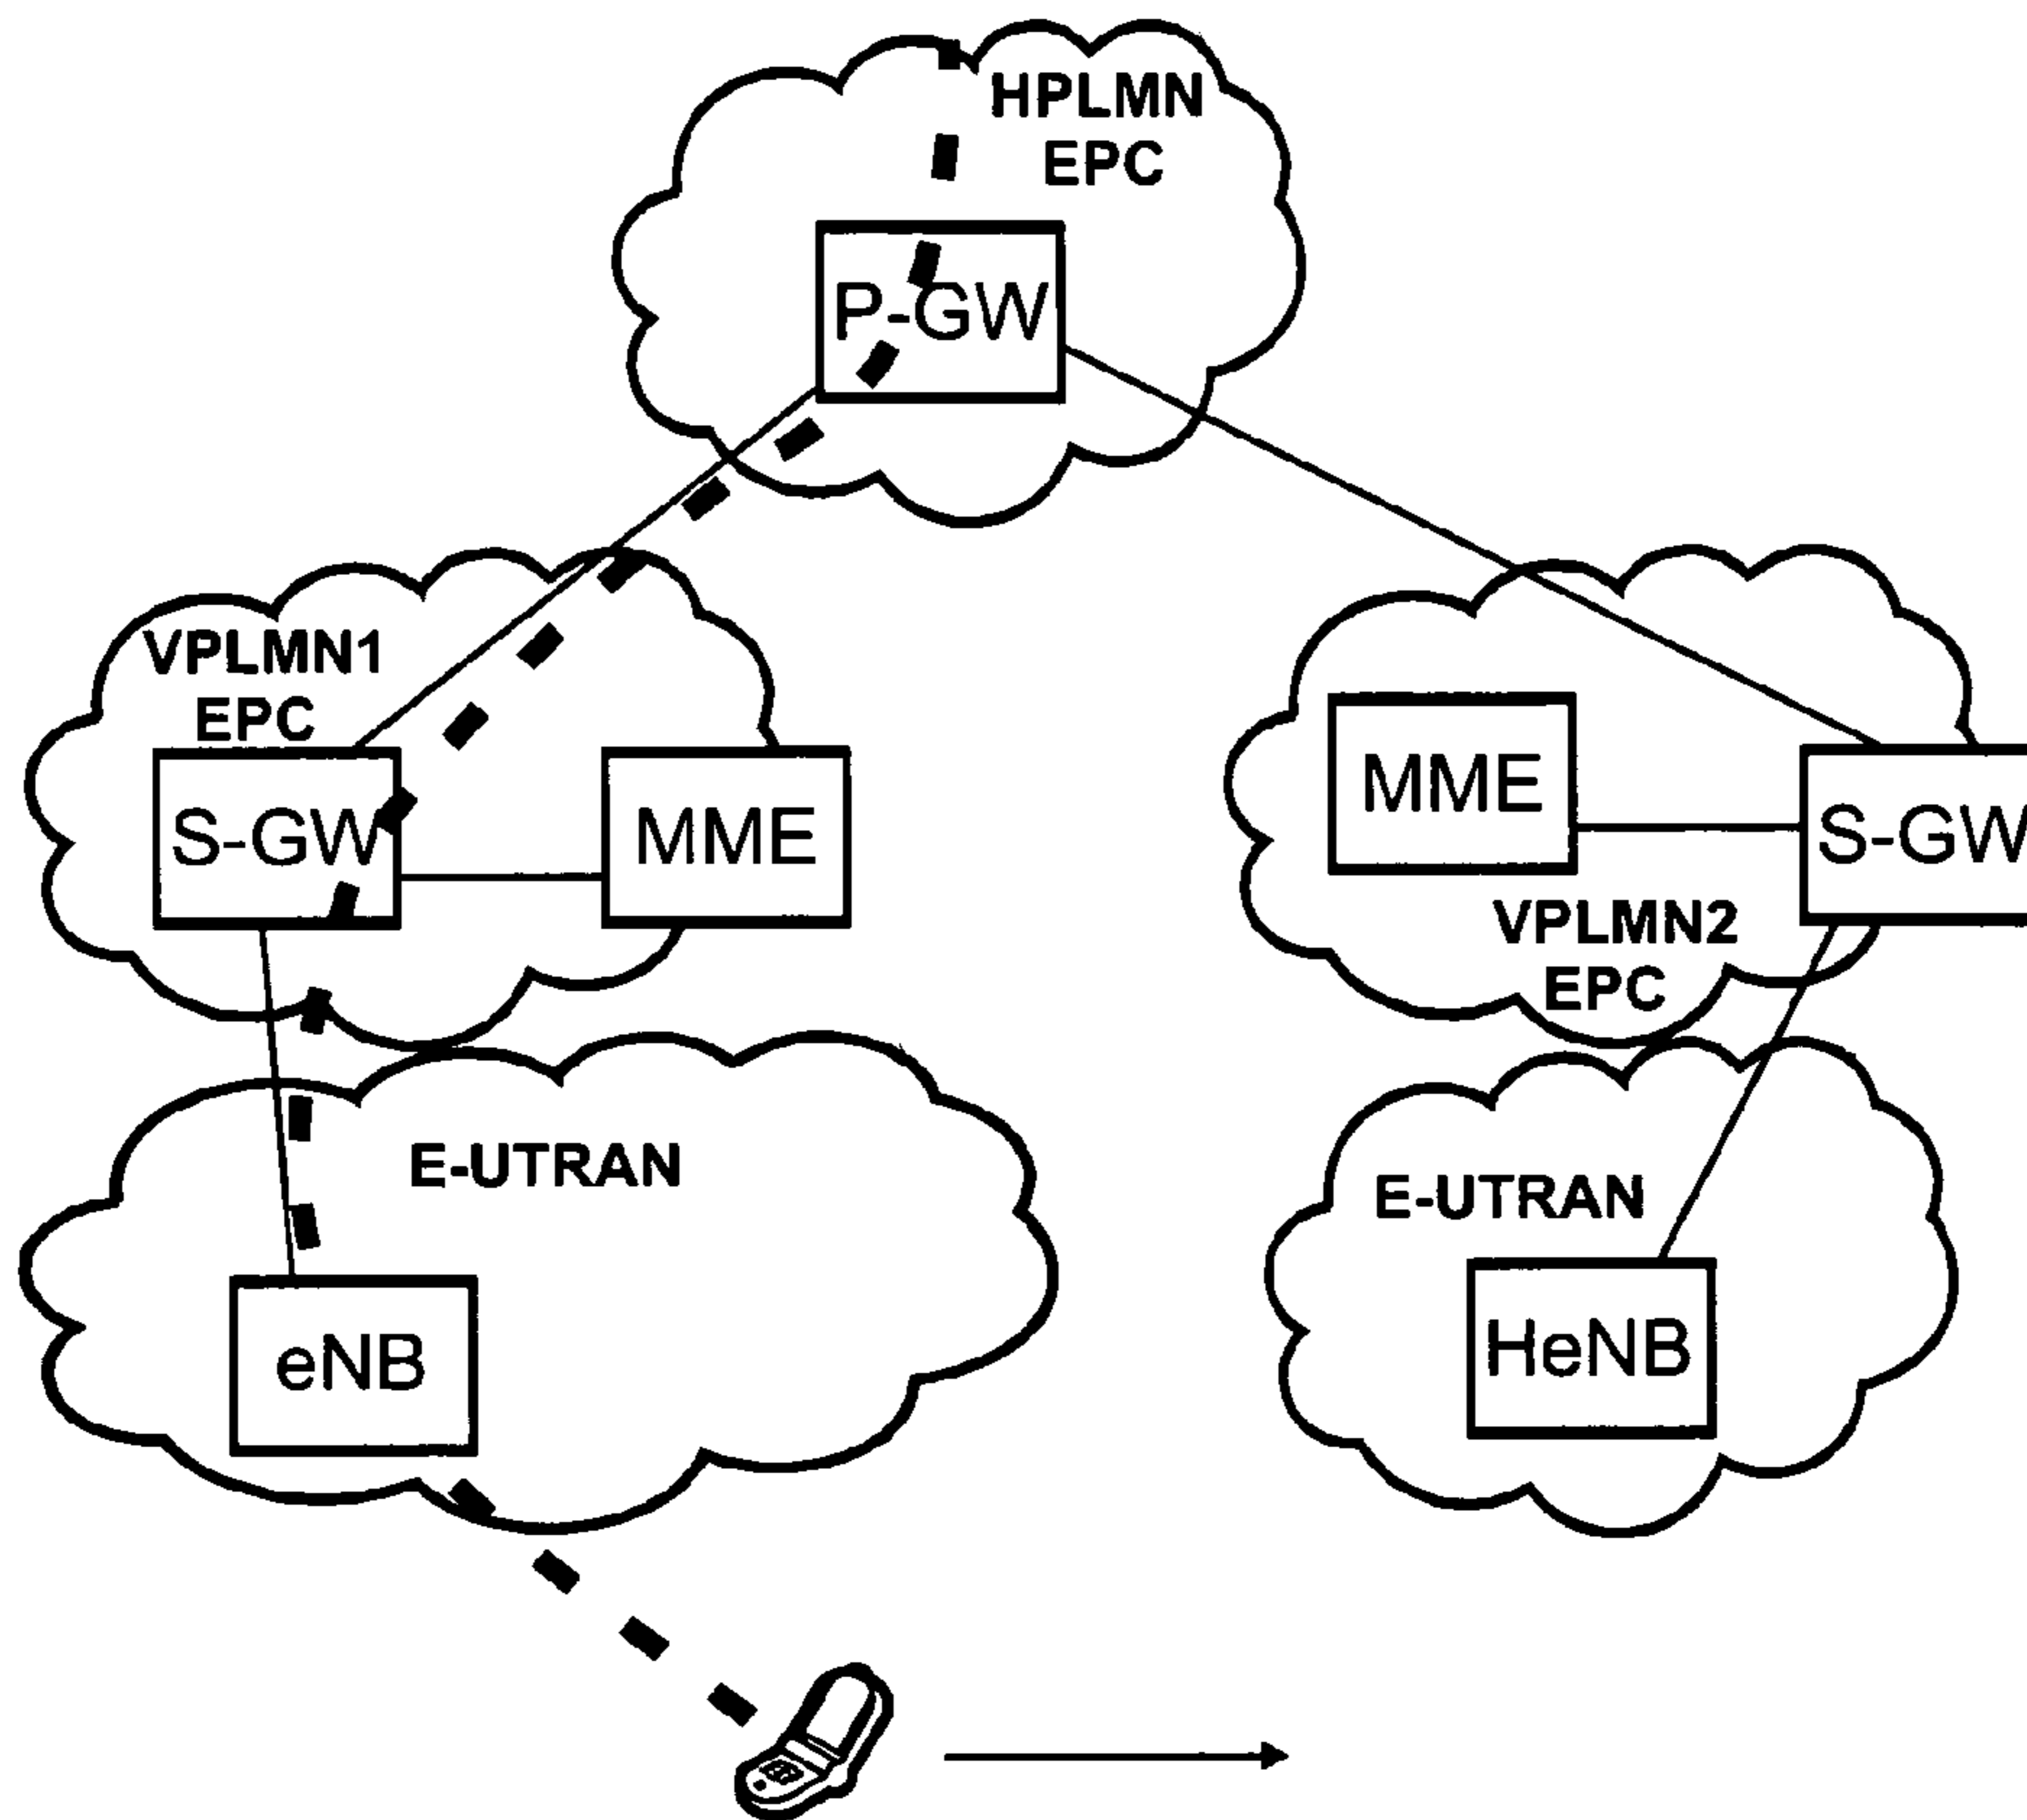 HPLMN
EPC
P-GW
VPLMN1
EPC
S-GW
MME
MME
S-GW
VPLMN2
EPC
E-UTRAN
E-UTRAN
eNB
HeNB